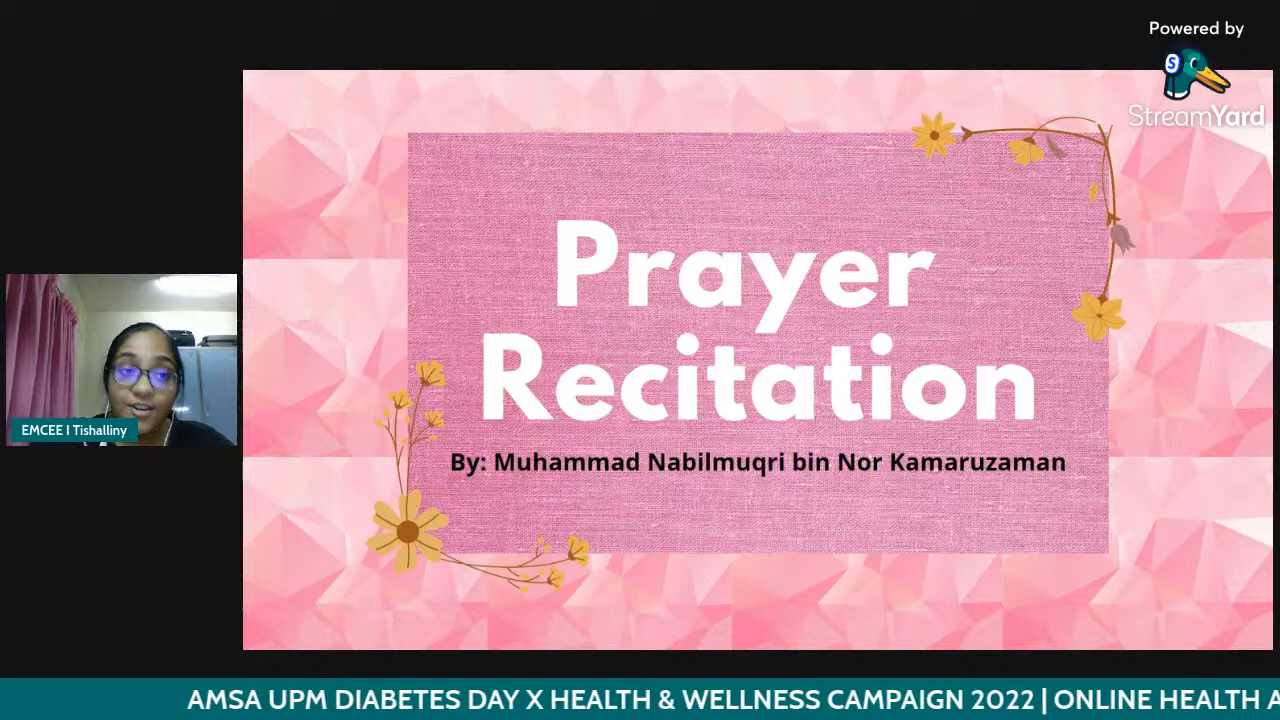 Powered by
S
StreamYard
Prayer
Recitation
By: Muhammad Nabilmuqri bin Nor Kamaruzaman
EMCEE I Tishalliny
AMSA UPM DIABETES DAY X HEALTH & WELLNESS CAMPAIGN 2022 | ONLINE HEALTH A